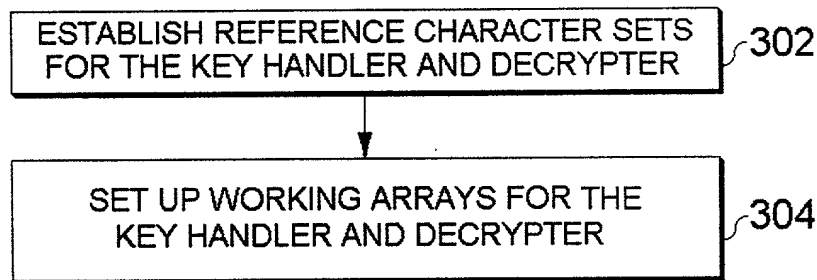 ESTABLISH REFERENCE CHARACTER SETS
FOR THE KEY HANDLER AND DECRYPTER
302
SET UP WORKING ARRAYS FOR THE
KEY HANDLER AND DECRYPTER
304